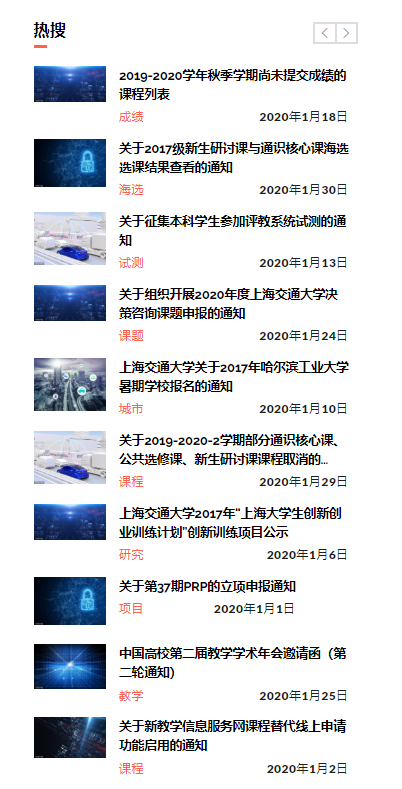 热搜
2019-2020学年秋季学期尚未提交成绩的
课程列表
成绩 2020年1月18日
关于2017级新生研讨课与通识核心课海选
选课结果查看的通知
海选 2020年1月30日
关于征集本科学生参加评教系统试测的通
知
试测 2020年1月13日
关于组织开展2020年度上海交通大学决
策咨询课题申报的通知
课题 2020年1月24日
上海交通大学关于2017年哈尔滨工业大学
暑期学校报名的通知
城市 2020年1月10日
关于2019-2020-2学期部分通识核心课、
公共选修课、新生研讨课课程取消的...
课程 2020年1月29日
上海交通大学2017年“上海大学生创新创
业训练计划”创新训练项目公示
研究 2020年1月6日
关于第37期PRP的立项申报通知
项目 2020年1月1日
中国高校第二届教学学术年会邀请函（第
二轮通知）
教学 2020年1月25日
关于新教学信息服务网课程替代线上申请
功能启用的通知
课程 2020年1月2日